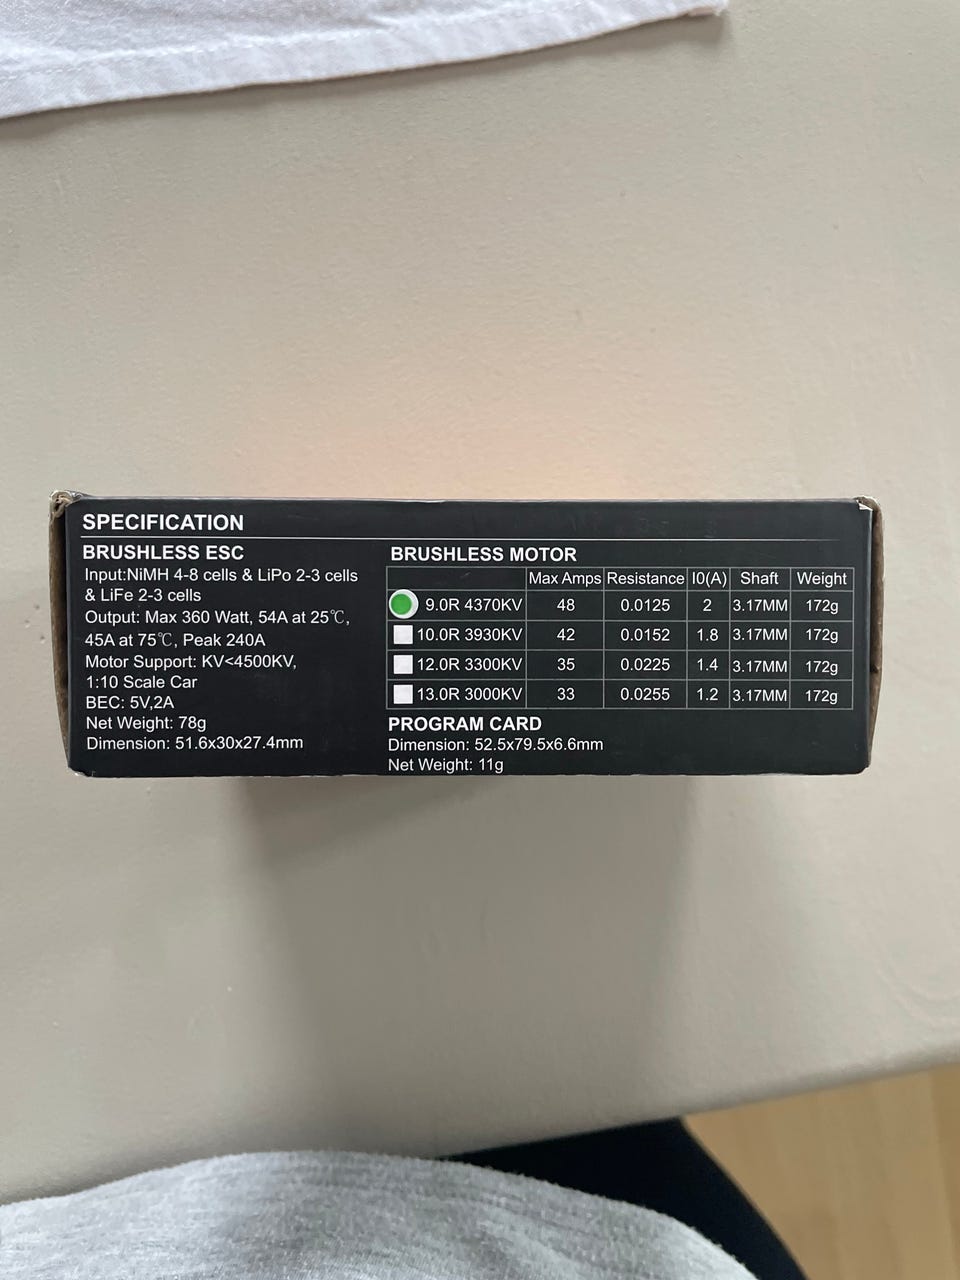 SPECIFICATION
BRUSHLESS ESC
Input:NiMH 4-8 cells & LiPo 2-3 cells
& LiFe 2-3 cells
Output: Max 360 Watt, 54A at 25℃,
45A at 75℃, Peak 240A
Motor Support: KV<4500KV,
1:10 Scale Car
BEC: 5V,2A
Net Weight: 78g
Dimension: 51.6x30x27.4mm
BRUSHLESS MOTOR
Max Amps Resistance I0(A) Shaft Weight
9.0R 4370KV 48 0.0125 2 3.17MM 172g
10.0R 3930KV 42 0.0152 1.8 3.17MM 172g
12.0R 3300KV 35 0.0225 1.4 3.17MM 172g
13.0R 3000KV 33 0.0255 1.2 3.17MM 172g
PROGRAM CARD
Dimension: 52.5x79.5x6.6mm
Net Weight: 11g